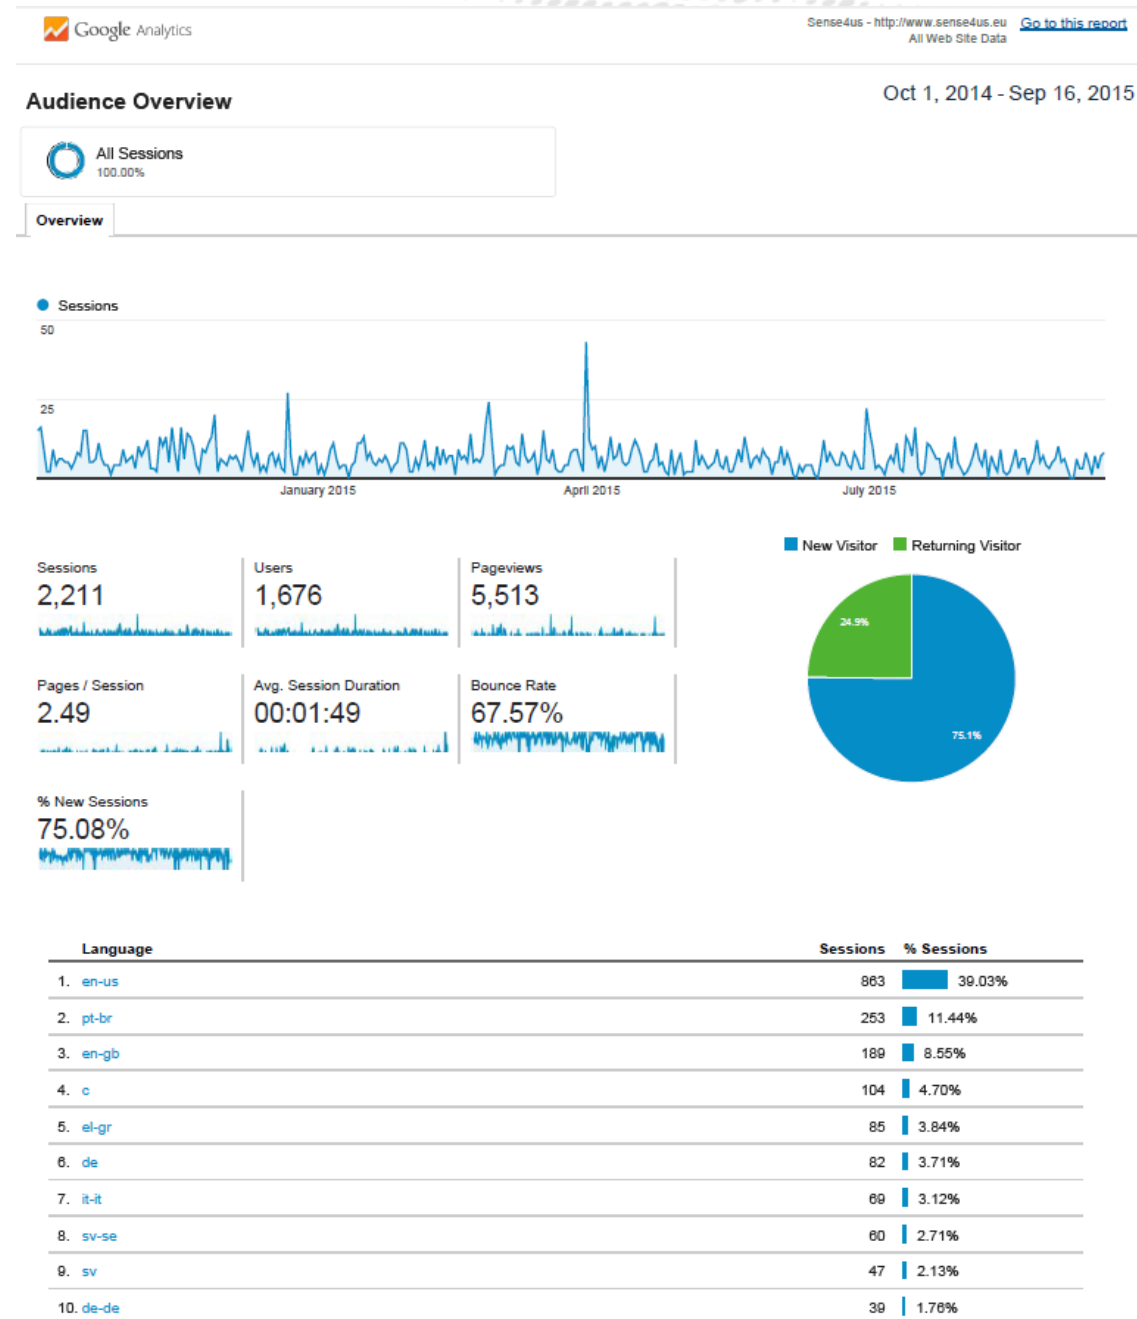 Google Analytics
Sense4us - http://www.sense4us.eu
All Web Site Data
Go to this report
Audience Overview
Oct 1, 2014 - Sep 16, 2015
All Sessions
100.00%
Overview
Sessions
50
25
January 2015
April 2015
July 2015
New Visitor
Returning Visitor
24.9%
75.1%
Sessions
2,211
Users
1,676
Pageviews
5,513
Pages / Session
2.49
Avg. Session Duration
00:01:49
Bounce Rate
67.57%
% New Sessions
75.08%
Language Sessions % Sessions
1. en-us 863 39.03%
2. pt-br 253 11.44%
3. en-gb 189 8.55%
4. c 104 4.70%
5. el-gr 85 3.84%
6. de 82 3.71%
7. it-it 69 3.12%
8. sv-se 60 2.71%
9. sv 47 2.13%
10. de-de 39 1.76%